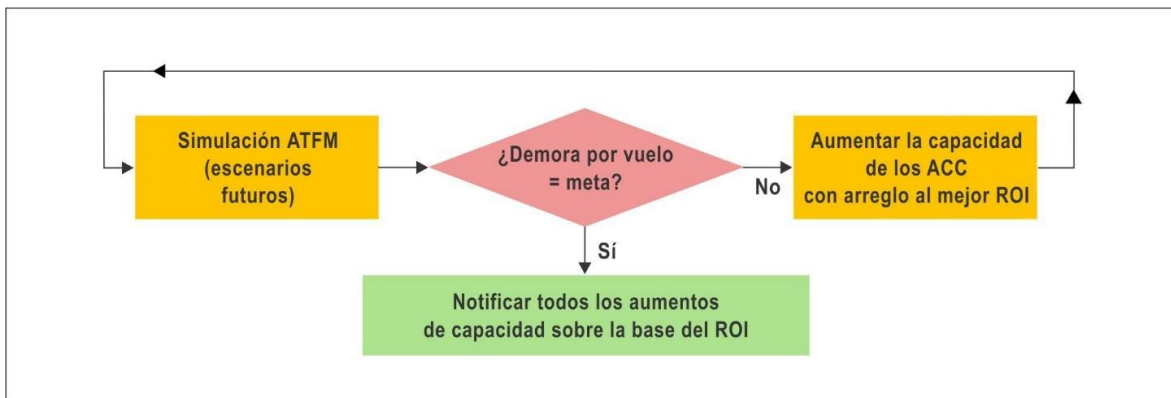 Simulación ATFM
(escenarios
futuros)
¿Demora por vuelo
= meta?
No
Aumentar la capacidad
de los ACC
con arreglo al mejor ROI
Sí
Notificar todos los aumentos
de capacidad sobre la base del ROI